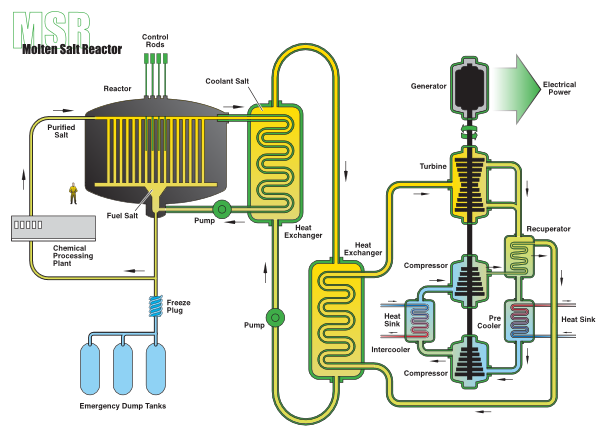 MSR
Molten Salt Reactor
Control
Rods
Reactor
Coolant Salt
Purified
Salt
Fuel Salt
Pump
Chemical
Processing
Plant
Freeze
Plug
Emergency Dump Tanks
Heat
Exchanger
Pump
Heat
Exchanger
Generator
Electrical
Power
Turbine
Recuperator
Compressor
Heat
Sink
Pre
Cooler
Heat Sink
Intercooler
Compressor